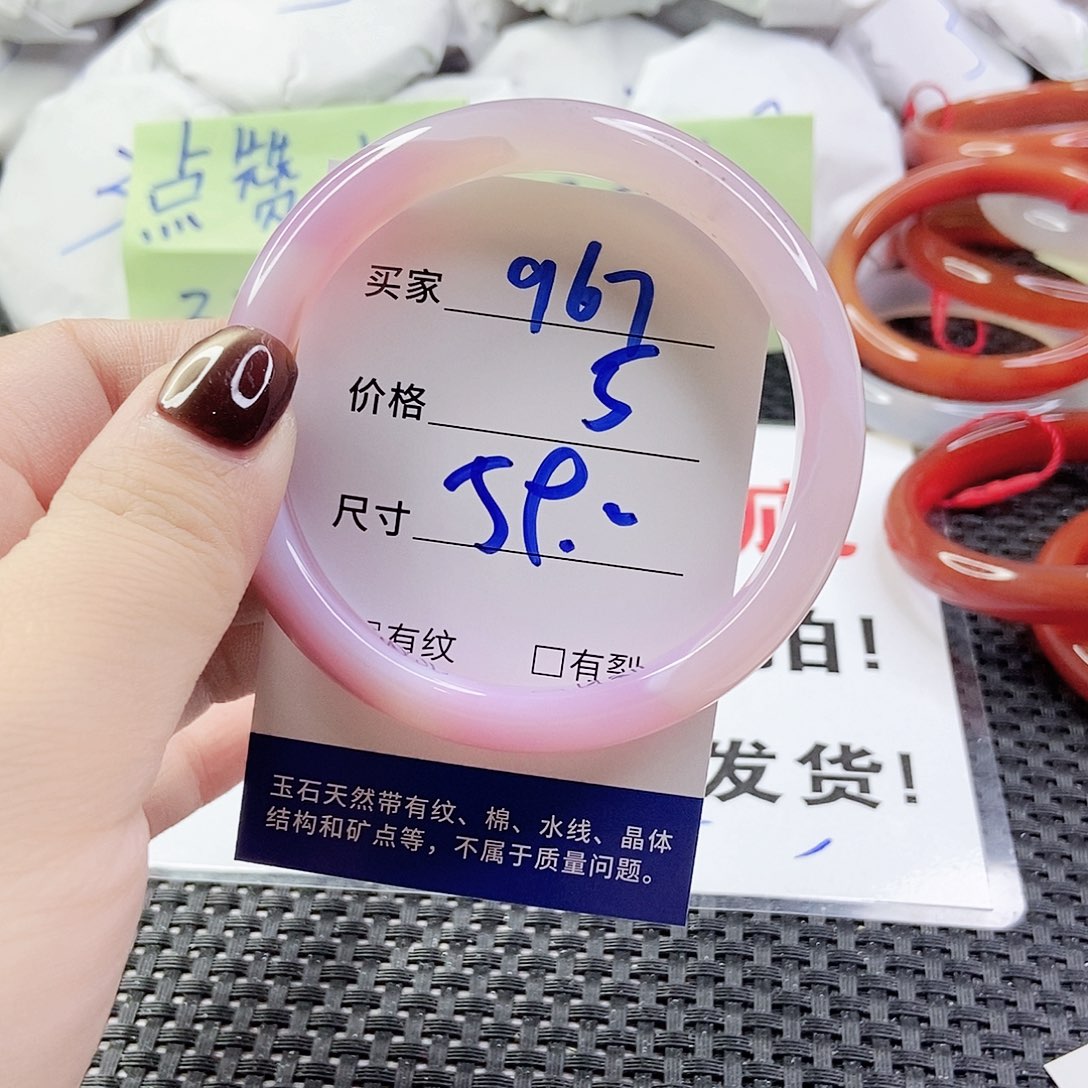 点赞
买家 967
价格 5
尺寸 59.-
有纹 □有裂
白!
发货!
玉石天然带有纹、棉、水线、晶体
结构和矿点等，不属于质量问题。